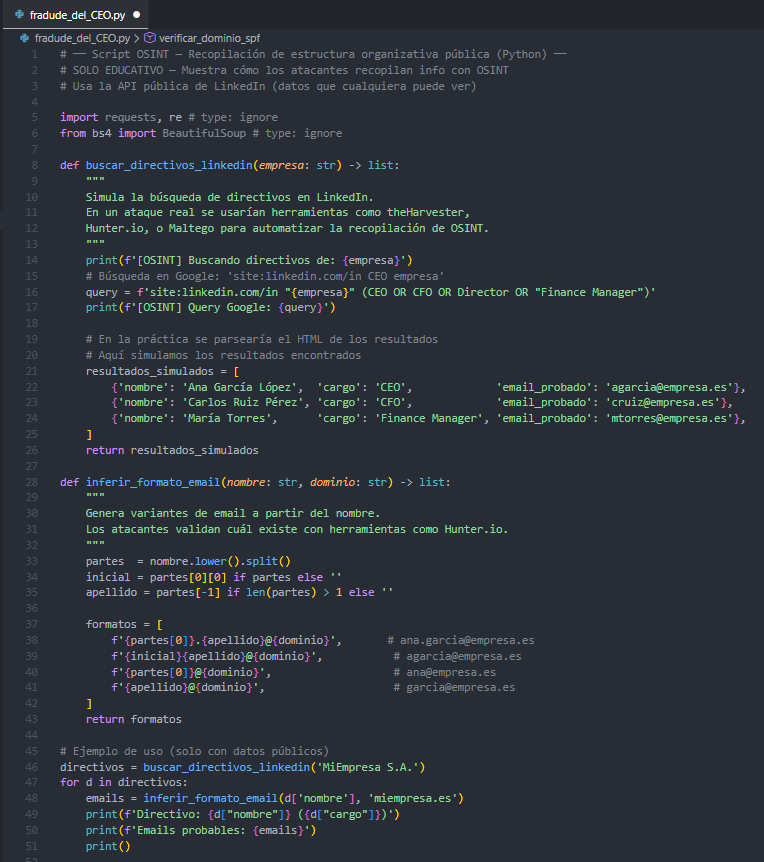 fradude_del_CEO.py ●
fradude_del_CEO.py > verificar_dominio_spf
1 # —— Script OSINT — Recopilación de estructura organizativa pública (Python) ——
2 # SOLO EDUCATIVO — Muestra cómo los atacantes recopilan info con OSINT
3 # Usa la API pública de LinkedIn (datos que cualquiera puede ver)
4
5 import requests, re # type: ignore
6 from bs4 import BeautifulSoup # type: ignore
7
8 def buscar_directivos_linkedin(empresa: str) -> list:
9     """
10     Simula la búsqueda de directivos en LinkedIn.
11     En un ataque real se usarían herramientas como theHarvester,
12     Hunter.io, o Maltego para automatizar la recopilación de OSINT.
13     """
14     print(f'[OSINT] Buscando directivos de: {empresa}')
15     # Búsqueda en Google: 'site:linkedin.com/in CEO empresa'
16     query = f'site:linkedin.com/in "{empresa}" (CEO OR CFO OR Director OR "Finance Manager")'
17     print(f'[OSINT] Query Google: {query}')
18
19     # En la práctica se parsearía el HTML de los resultados
20     # Aquí simulamos los resultados encontrados
21     resultados_simulados = [
22         {'nombre': 'Ana García López',  'cargo': 'CEO',             'email_probado': 'agarcia@empresa.es'},
23         {'nombre': 'Carlos Ruiz Pérez', 'cargo': 'CFO',             'email_probado': 'cruiz@empresa.es'},
24         {'nombre': 'María Torres',      'cargo': 'Finance Manager', 'email_probado': 'mtorres@empresa.es'},
25     ]
26     return resultados_simulados
27
28 def inferir_formato_email(nombre: str, dominio: str) -> list:
29     """
30     Genera variantes de email a partir del nombre.
31     Los atacantes validan cuál existe con herramientas como Hunter.io.
32     """
33     partes  = nombre.lower().split()
34     inicial = partes[0][0] if partes else ''
35     apellido = partes[-1] if len(partes) > 1 else ''
36
37     formatos = [
38         f'{partes[0]}.{apellido}@{dominio}',       # ana.garcia@empresa.es
39         f'{inicial}{apellido}@{dominio}',           # agarcia@empresa.es
40         f'{partes[0]}@{dominio}',                   # ana@empresa.es
41         f'{apellido}@{dominio}',                    # garcia@empresa.es
42     ]
43     return formatos
44
45 # Ejemplo de uso (solo con datos públicos)
46 directivos = buscar_directivos_linkedin('MiEmpresa S.A.')
47 for d in directivos:
48     emails = inferir_formato_email(d['nombre'], 'miempresa.es')
49     print(f'Directivo: {d["nombre"]} ({d["cargo"]})')
50     print(f'Emails probables: {emails}')
51     print()